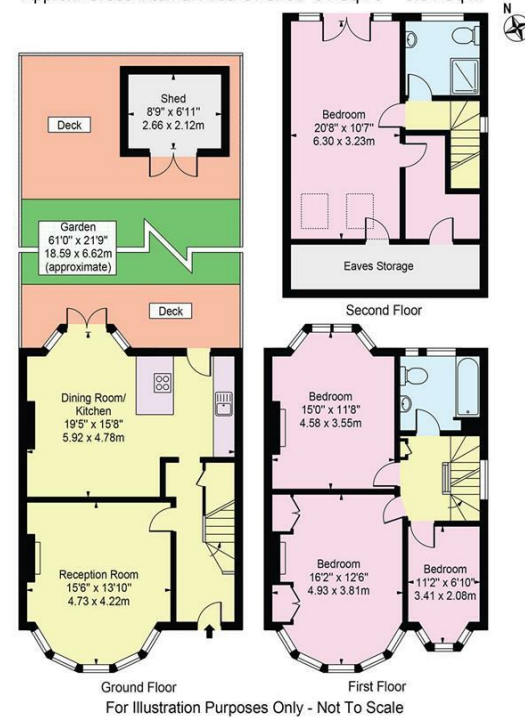 N
Shed
8'9" x 6'11"
2.66 x 2.12m
Deck
Garden
61'0" x 21'9"
18.59 x 6.62m
(approximate)
Deck
Dining Room/
Kitchen
19'5" x 15'8"
5.92 x 4.78m
Reception Room
15'6" x 13'10"
4.73 x 4.22m
Ground Floor
Bedroom
20'8" x 10'7"
6.30 x 3.23m
Eaves Storage
Second Floor
Bedroom
15'0" x 11'8"
4.58 x 3.55m
Bedroom
16'2" x 12'6"
4.93 x 3.81m
Bedroom
11'2" x 6'10"
3.41 x 2.08m
First Floor
For Illustration Purposes Only - Not To Scale